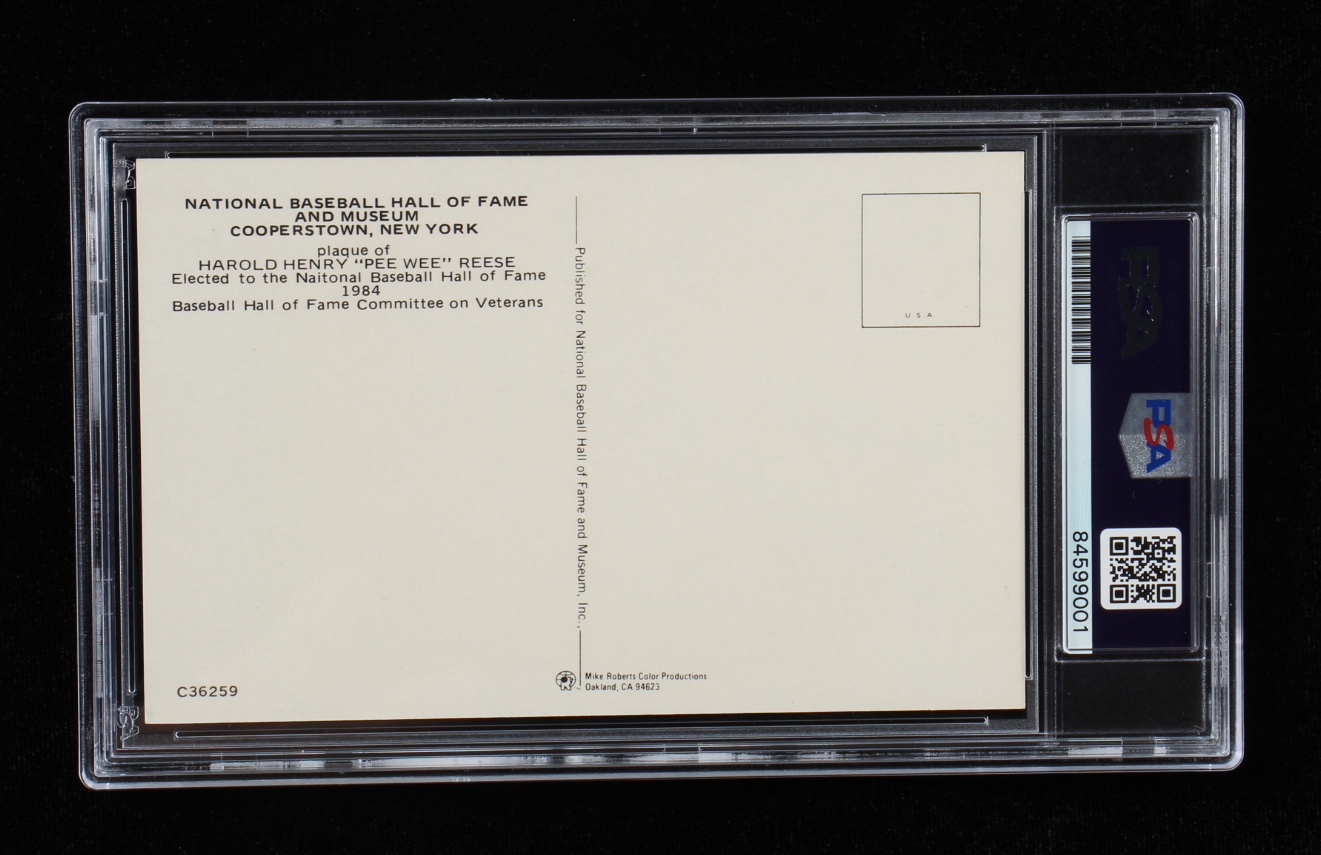 NATIONAL BASEBALL HALL OF FAME
AND MUSEUM
COOPERSTOWN, NEW YORK
plaque of
HAROLD HENRY "PEE WEE" REESE
Elected to the Naitonal Baseball Hall of Fame
1984
Baseball Hall of Fame Committee on Veterans
Published for National Baseball Hall of Fame and Museum, Inc.,
U S A
C36259
Mike Roberts Color Productions
Oakland, CA 94623
PSA
PSA
84599001
PSA
PSA